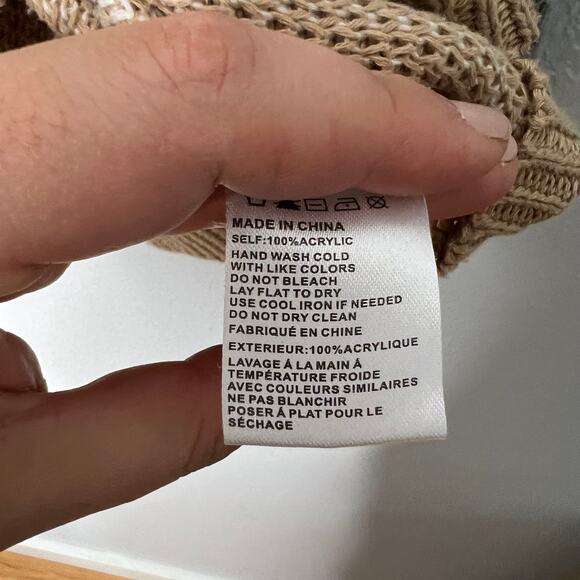 MADE IN CHINA
SELF:100%ACRYLIC
HAND WASH COLD
WITH LIKE COLORS
DO NOT BLEACH
LAY FLAT TO DRY
USE COOL IRON IF NEEDED
DO NOT DRY CLEAN
FABRIQUÉ EN CHINE
EXTERIEUR:100%ACRYLIQUE
LAVAGE Á LA MAIN Á
TEMPÉRATURE FROIDE
AVEC COULEURS SIMILAIRES
NE PAS BLANCHIR
POSER Á PLAT POUR LE
SÉCHAGE